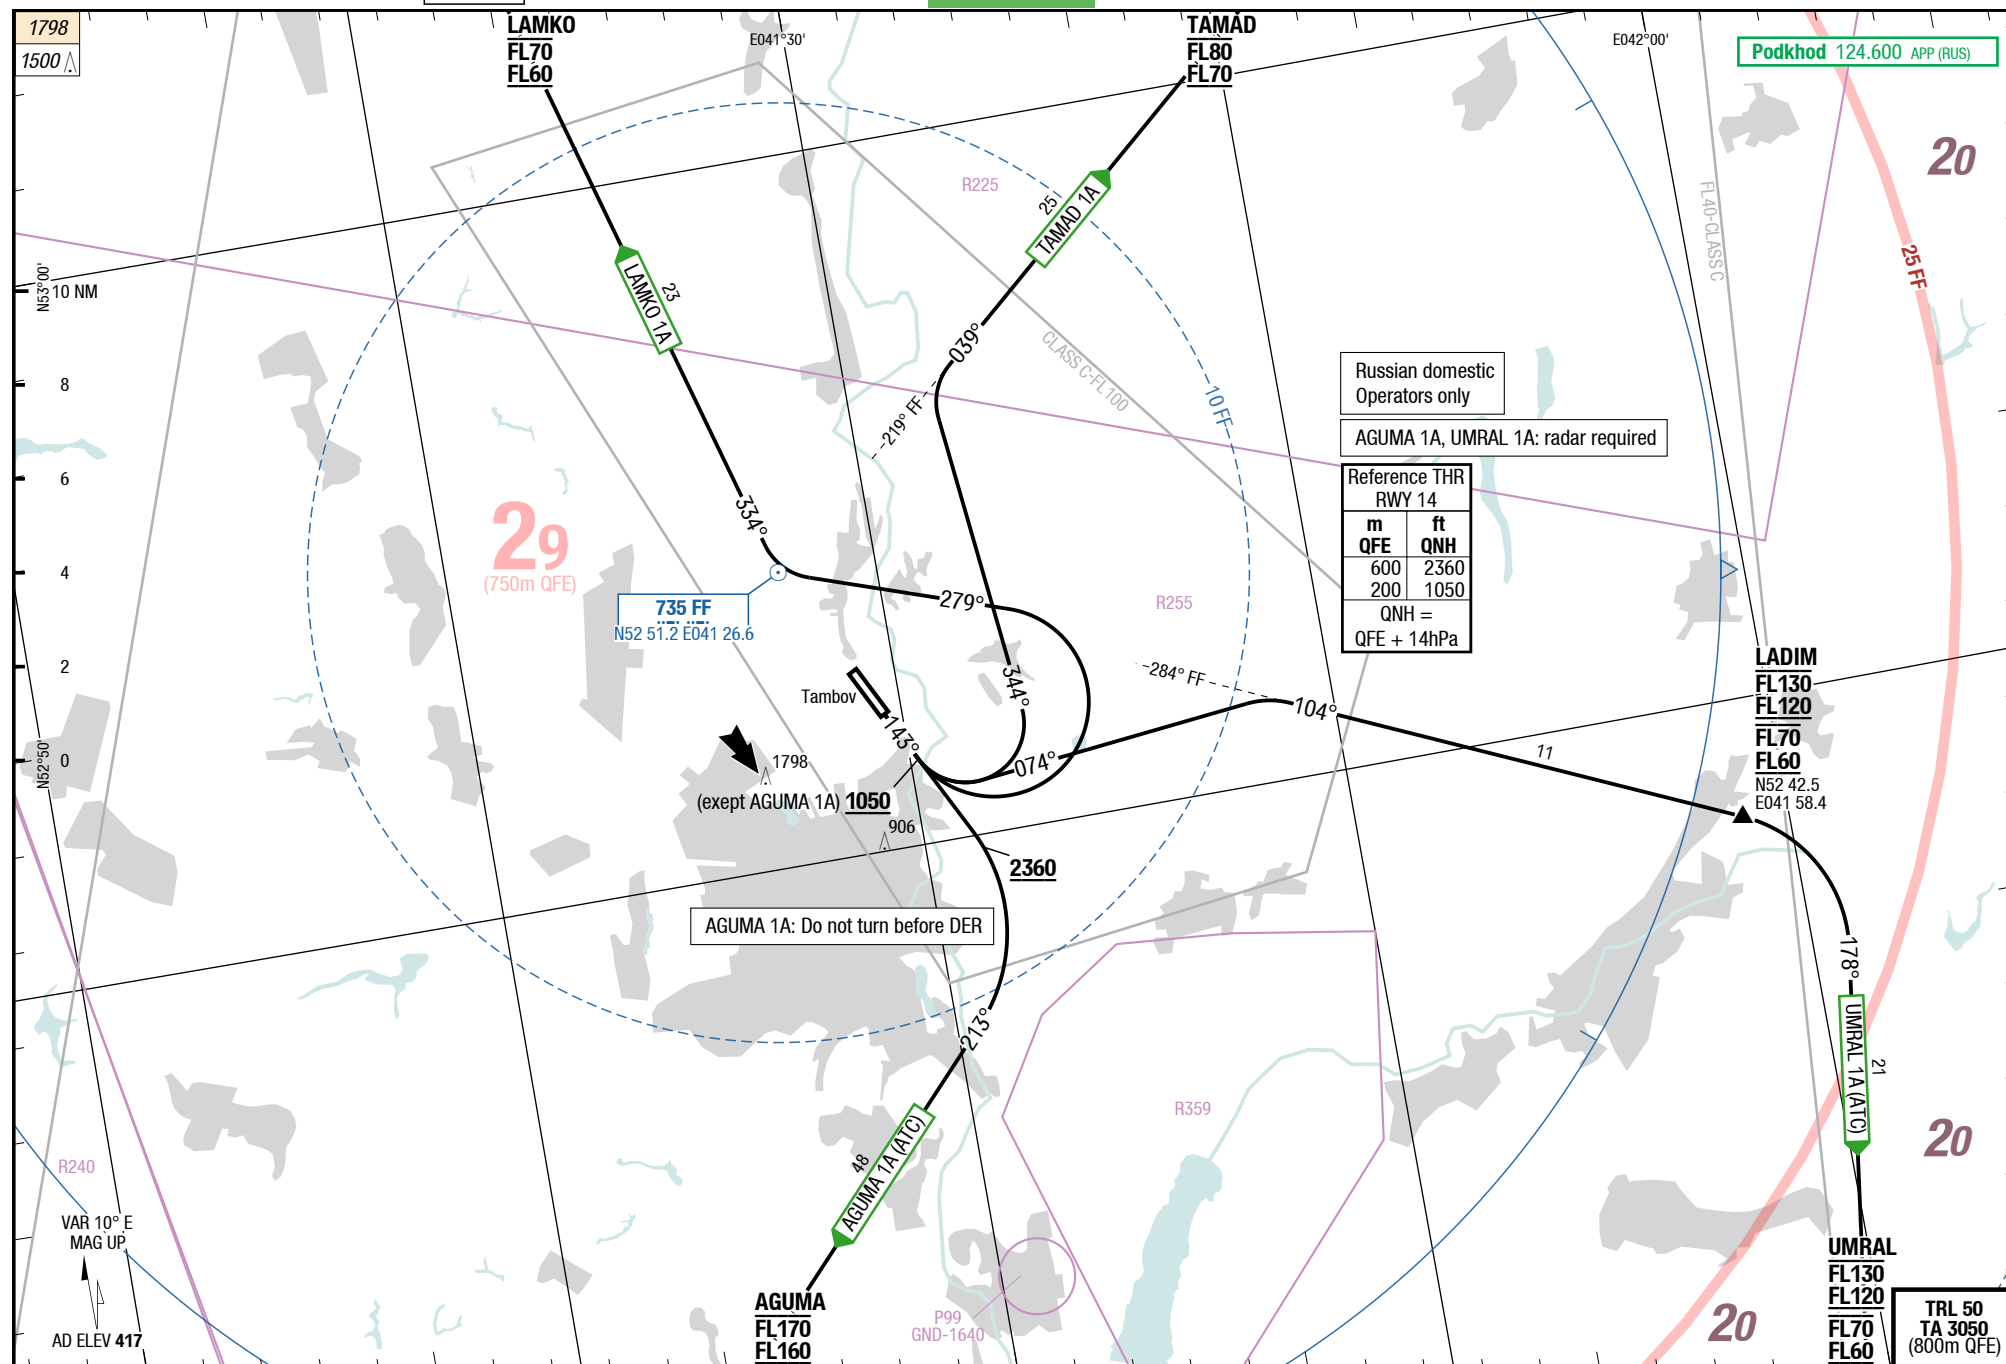 1798
1500
LAMKO
FL70
FL60
E041°30'
TAMAD
FL80
FL70
E042°00'
Podkhod 124.600 APP (RUS)
20
R225
25
TAMAD 1A
FL40-CLASS C
25 FF
N53°00'
10 NM
23
LAMKO 1A
039°
CLASS C-FL100
10 FF
219° FF
8
6
4
2
0
N52°50'
Russian domestic
Operators only
AGUMA 1A, UMRAL 1A: radar required
Reference THR
RWY 14
m ft
QFE QNH
600 2360
200 1050
QNH =
QFE + 14hPa
334°
29
(750m QFE)
735 FF
N52 51.2 E041 26.6
279°
R255
344°
284° FF
104°
11
LADIM
FL130
FL120
FL70
FL60
N52 42.5
E041 58.4
Tambov
143°
074°
1798
(exept AGUMA 1A) 1050
906
2360
AGUMA 1A: Do not turn before DER
178°
UMRAL 1A (ATC)
21
213°
AGUMA 1A (ATC)
48
R359
R240
20
VAR 10° E
MAG UP
AD ELEV 417
AGUMA
FL170
FL160
P99
GND-1640
20
UMRAL
FL130
FL120
FL70
FL60
TRL 50
TA 3050
(800m QFE)